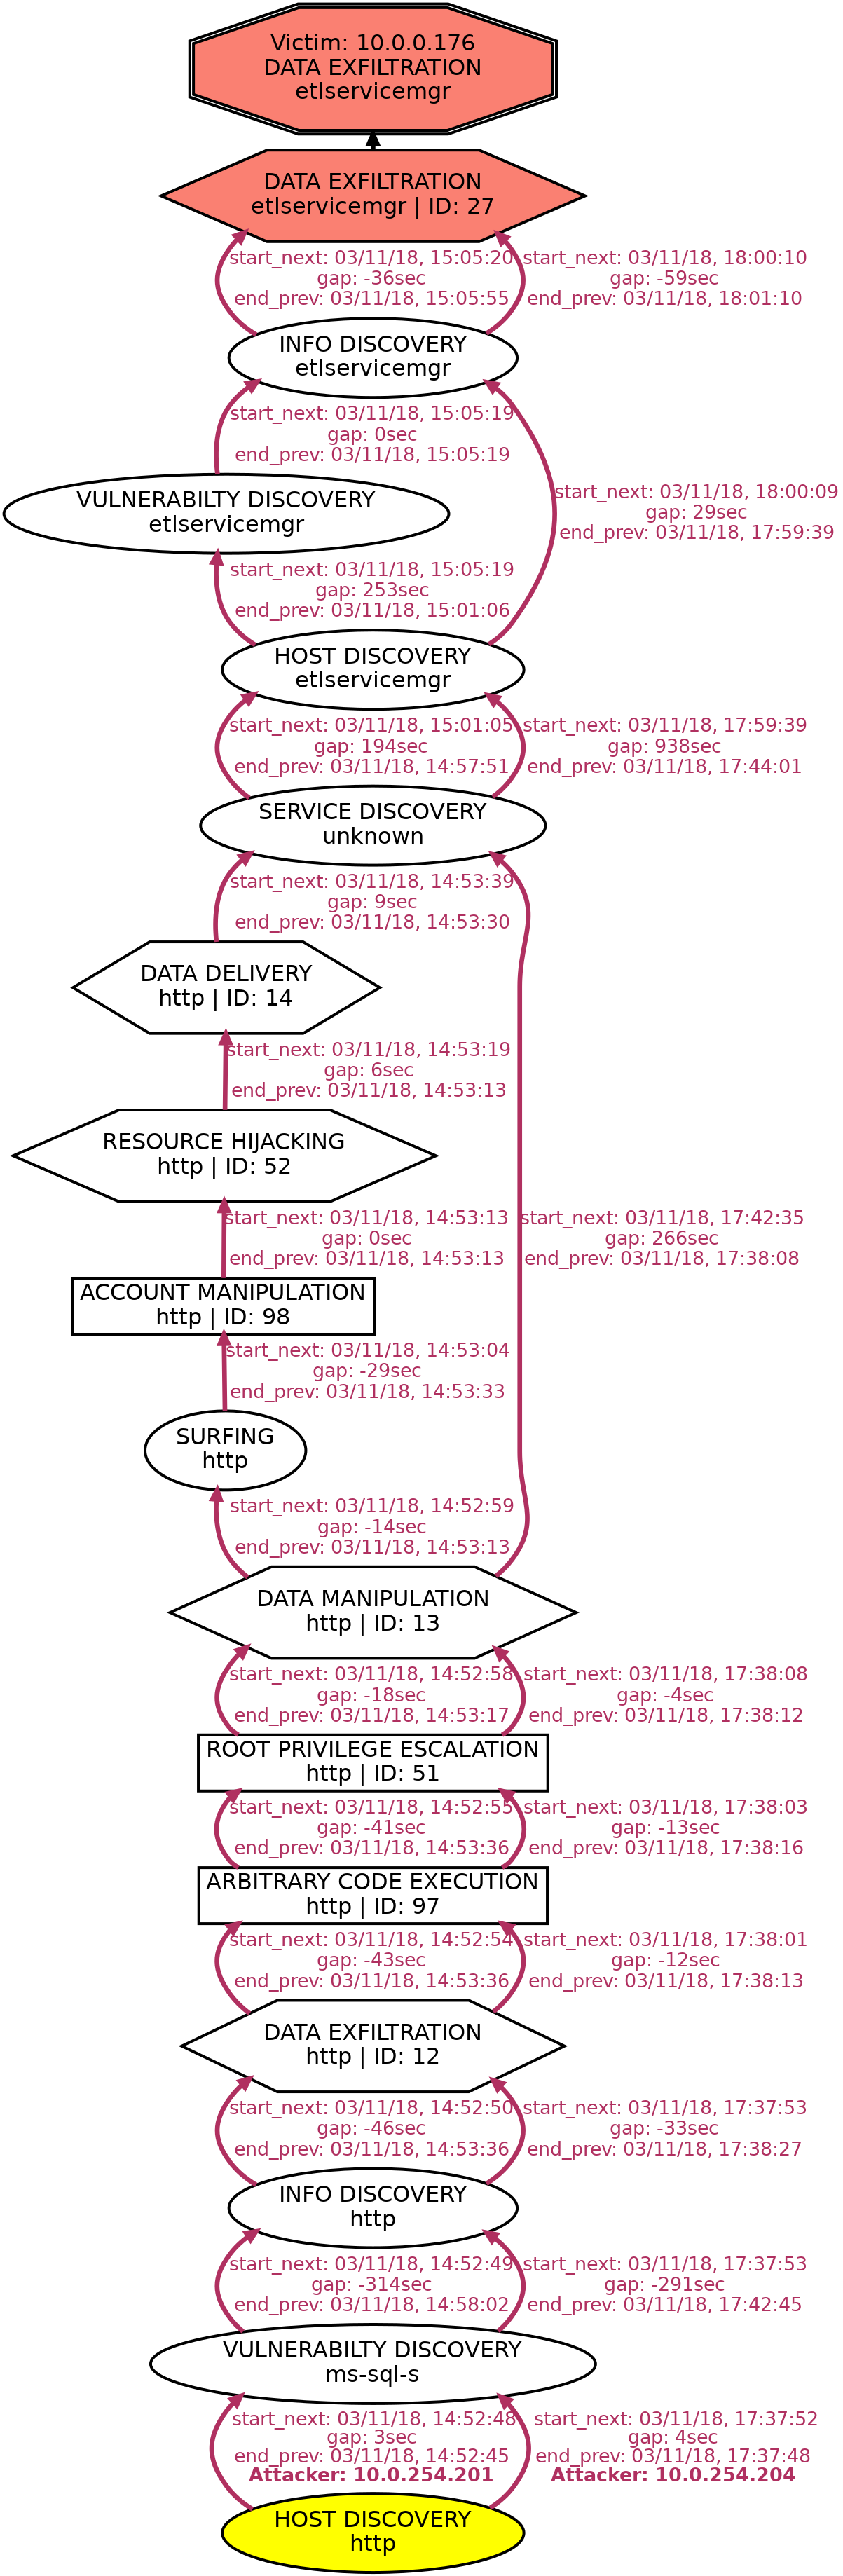 Victim: 10.0.0.176
DATA EXFILTRATION
etlservicemgr
DATA EXFILTRATION
etlservicemgr | ID: 27
start_next: 03/11/18, 15:05:20
gap: -36sec
end_prev: 03/11/18, 15:05:55
start_next: 03/11/18, 18:00:10
gap: -59sec
end_prev: 03/11/18, 18:01:10
INFO DISCOVERY
etlservicemgr
start_next: 03/11/18, 15:05:19
gap: 0sec
end_prev: 03/11/18, 15:05:19
start_next: 03/11/18, 18:00:09
gap: 29sec
end_prev: 03/11/18, 17:59:39
VULNERABILTY DISCOVERY
etlservicemgr
start_next: 03/11/18, 15:05:19
gap: 253sec
end_prev: 03/11/18, 15:01:06
HOST DISCOVERY
etlservicemgr
start_next: 03/11/18, 15:01:05
gap: 194sec
end_prev: 03/11/18, 14:57:51
start_next: 03/11/18, 17:59:39
gap: 938sec
end_prev: 03/11/18, 17:44:01
SERVICE DISCOVERY
unknown
start_next: 03/11/18, 14:53:39
gap: 9sec
end_prev: 03/11/18, 14:53:30
DATA DELIVERY
http | ID: 14
start_next: 03/11/18, 14:53:19
gap: 6sec
end_prev: 03/11/18, 14:53:13
RESOURCE HIJACKING
http | ID: 52
start_next: 03/11/18, 14:53:13
gap: 0sec
end_prev: 03/11/18, 14:53:13
start_next: 03/11/18, 17:42:35
gap: 266sec
end_prev: 03/11/18, 17:38:08
ACCOUNT MANIPULATION
http | ID: 98
start_next: 03/11/18, 14:53:04
gap: -29sec
end_prev: 03/11/18, 14:53:33
SURFING
http
start_next: 03/11/18, 14:52:59
gap: -14sec
end_prev: 03/11/18, 14:53:13
DATA MANIPULATION
http | ID: 13
start_next: 03/11/18, 14:52:58
gap: -18sec
end_prev: 03/11/18, 14:53:17
start_next: 03/11/18, 17:38:08
gap: -4sec
end_prev: 03/11/18, 17:38:12
ROOT PRIVILEGE ESCALATION
http | ID: 51
start_next: 03/11/18, 14:52:55
gap: -41sec
end_prev: 03/11/18, 14:53:36
start_next: 03/11/18, 17:38:03
gap: -13sec
end_prev: 03/11/18, 17:38:16
ARBITRARY CODE EXECUTION
http | ID: 97
start_next: 03/11/18, 14:52:54
gap: -43sec
end_prev: 03/11/18, 14:53:36
start_next: 03/11/18, 17:38:01
gap: -12sec
end_prev: 03/11/18, 17:38:13
DATA EXFILTRATION
http | ID: 12
start_next: 03/11/18, 14:52:50
gap: -46sec
end_prev: 03/11/18, 14:53:36
start_next: 03/11/18, 17:37:53
gap: -33sec
end_prev: 03/11/18, 17:38:27
INFO DISCOVERY
http
start_next: 03/11/18, 14:52:49
gap: -314sec
end_prev: 03/11/18, 14:58:02
start_next: 03/11/18, 17:37:53
gap: -291sec
end_prev: 03/11/18, 17:42:45
VULNERABILTY DISCOVERY
ms-sql-s
start_next: 03/11/18, 14:52:48
gap: 3sec
end_prev: 03/11/18, 14:52:45
Attacker: 10.0.254.201
start_next: 03/11/18, 17:37:52
gap: 4sec
end_prev: 03/11/18, 17:37:48
Attacker: 10.0.254.204
HOST DISCOVERY
http